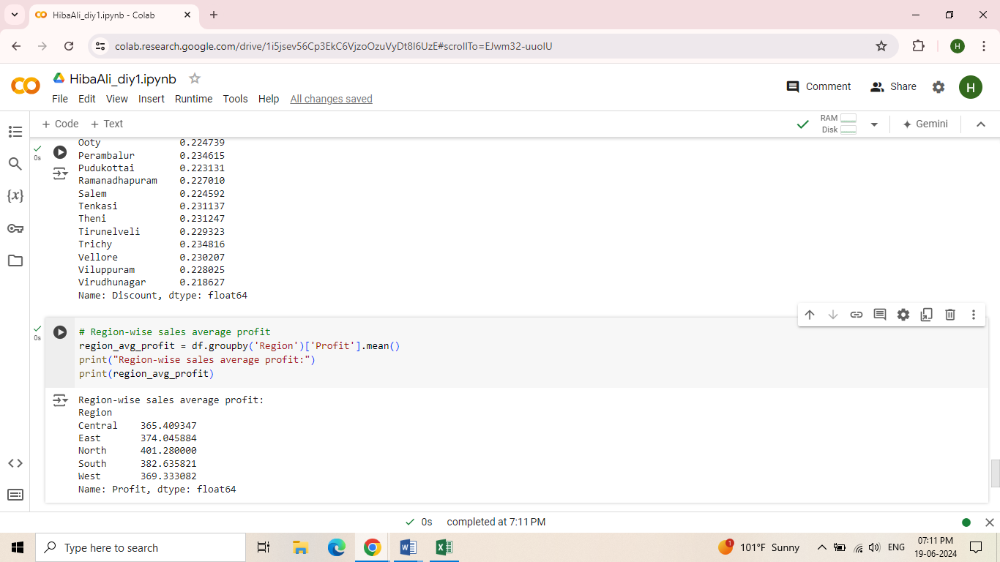 HibaAli_diy1.ipynb - Colab
colab.research.google.com/drive/1i5jsev56Cp3EkC6VjzoOzuVyDt8I6UzE#scrollTo=EJwm32-uuoIU
H
HibaAli_diy1.ipynb
File Edit View Insert Runtime Tools Help All changes saved
Comment Share H
+ Code + Text
RAM
Disk
Gemini
Ooty 0.224739
0s
Perambalur 0.234615
Pudukottai 0.223131
Ramanadhapuram 0.227010
Salem 0.224592
Tenkasi 0.231137
Theni 0.231247
Tirunelveli 0.229323
Trichy 0.234816
Vellore 0.230207
Viluppuram 0.228025
Virudhunagar 0.218627
Name: Discount, dtype: float64
0s
# Region-wise sales average profit
region_avg_profit = df.groupby('Region')['Profit'].mean()
print("Region-wise sales average profit:")
print(region_avg_profit)
Region-wise sales average profit:
Region
Central 365.409347
East 374.045884
North 401.280000
South 382.635821
West 369.333082
Name: Profit, dtype: float64
0s completed at 7:11 PM
Type here to search
1
101°F Sunny
ENG
07:11 PM
19-06-2024